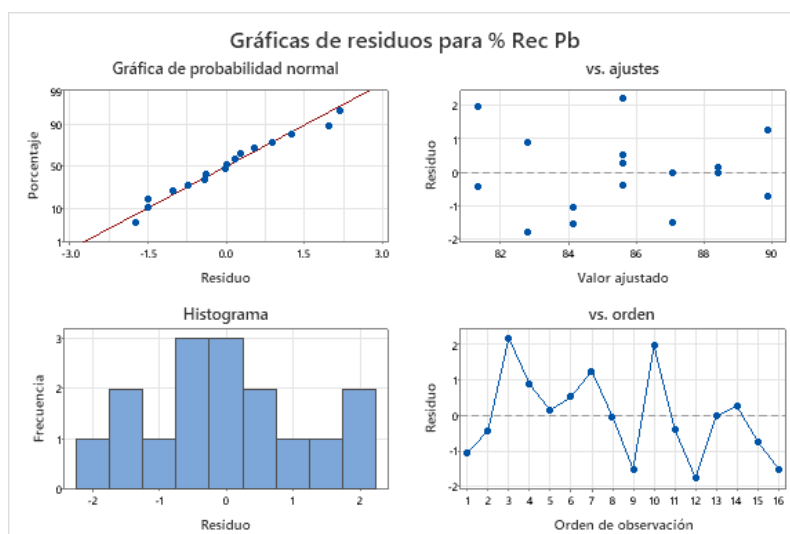 Gráficas de residuos para % Rec Pb
Gráfica de probabilidad normal
99
90
50
10
1
Porcentaje
-3.0 -1.5 0.0 1.5 3.0
Residuo
vs. ajustes
2
1
0
-1
-2
Residuo
82 84 86 88 90
Valor ajustado
Histograma
3
2
1
0
Frecuencia
-2 -1 0 1 2
Residuo
vs. orden
2
1
0
-1
-2
Residuo
1 2 3 4 5 6 7 8 9 10 11 12 13 14 15 16
Orden de observación